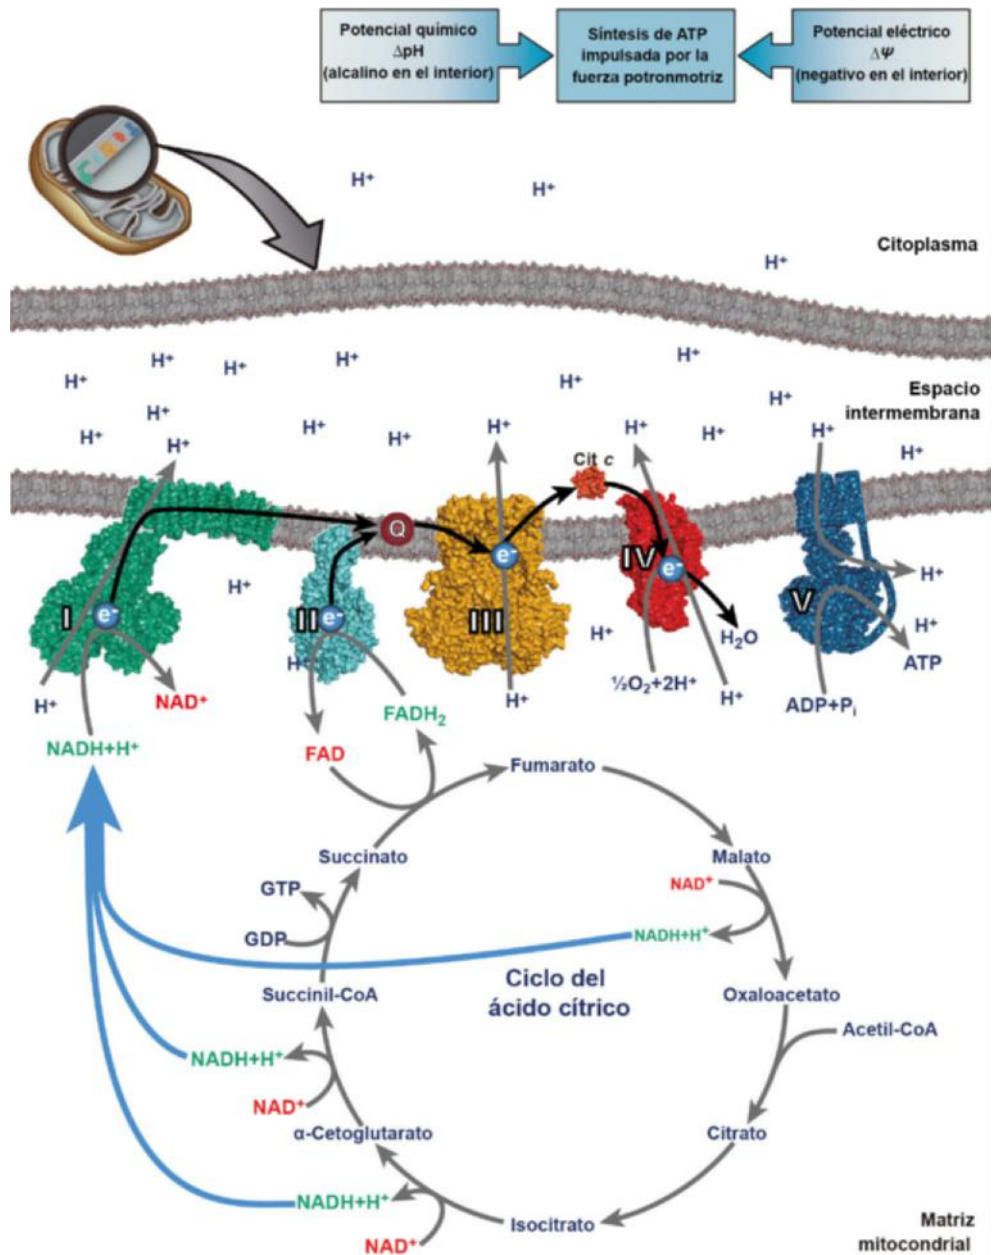 Potencial químico
ΔpH
(alcalino en el interior)
Síntesis de ATP
impulsada por la
fuerza potronmotriz
Potencial eléctrico
ΔΨ
(negativo en el interior)
H⁺
H⁺
Citoplasma
H⁺
H⁺
H⁺
H⁺
H⁺
H⁺
H⁺
H⁺
Espacio
intermembrana
H⁺
H⁺
H⁺
H⁺
H⁺
H⁺
H⁺
H⁺
H⁺
H⁺
H⁺
Cit c
Q
e⁻
IV
e⁻
H⁺
H⁺
I
e⁻
II
e⁻
III
V
H⁺
H⁺
H₂O
H⁺
ATP
H⁺
NAD⁺
H⁺
½O₂+2H⁺
H⁺
ADP+Pᵢ
FADH₂
NADH+H⁺
FAD
Fumarato
Succinato
Malato
GTP
NAD⁺
GDP
NADH+H⁺
Ciclo del
ácido cítrico
Succinil-CoA
Oxaloacetato
Acetil-CoA
NADH+H⁺
NAD⁺
α-Cetoglutarato
Citrato
NADH+H⁺
Isocitrato
NAD⁺
Matriz
mitocondrial